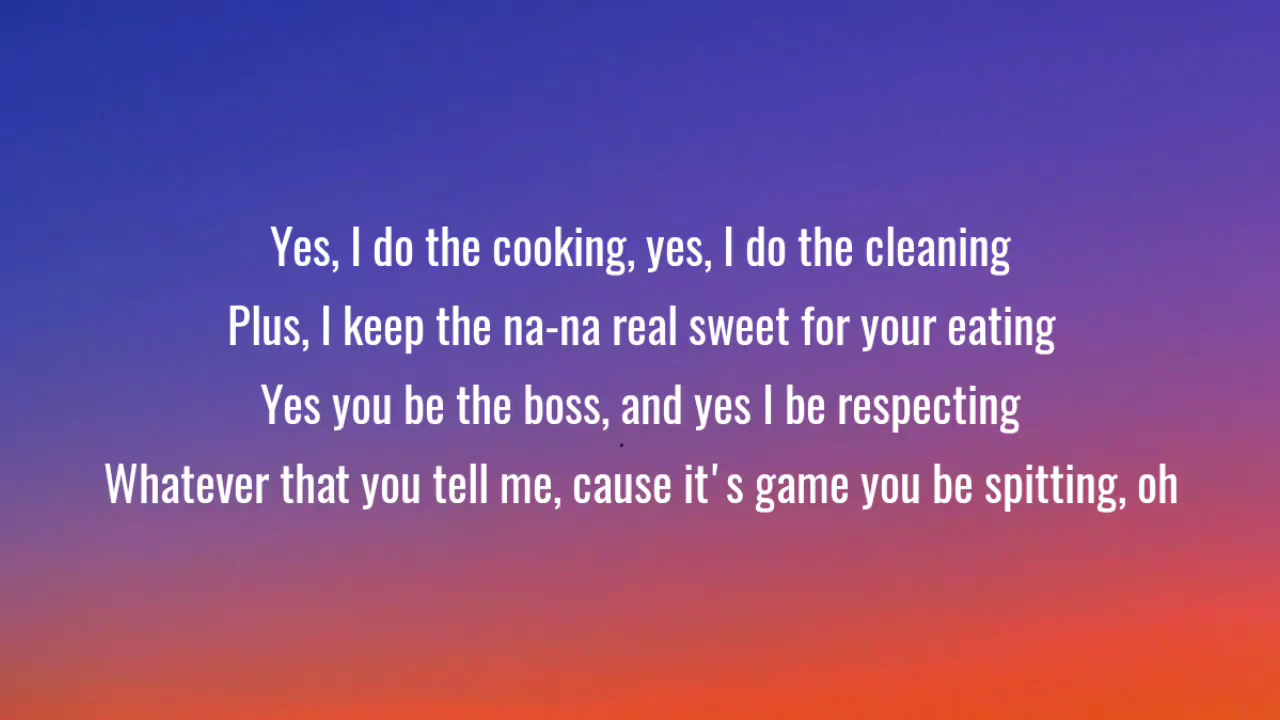 Yes, I do the cooking, yes, I do the cleaning
Plus, I keep the na-na real sweet for your eating
Yes you be the boss, and yes I be respecting
Whatever that you tell me, cause it's game you be spitting, oh